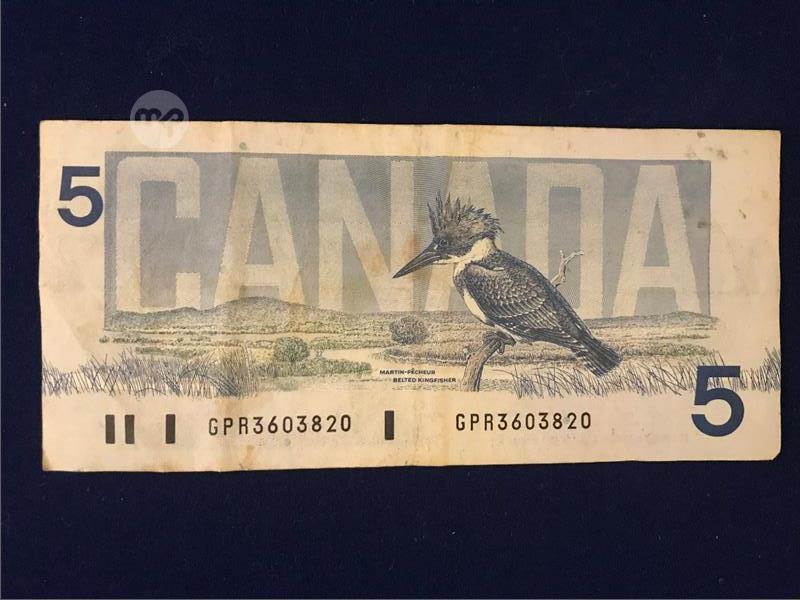 5
CANADA
MARTIN-PÊCHEUR
BELTED KINGFISHER
5
GPR3603820
GPR3603820